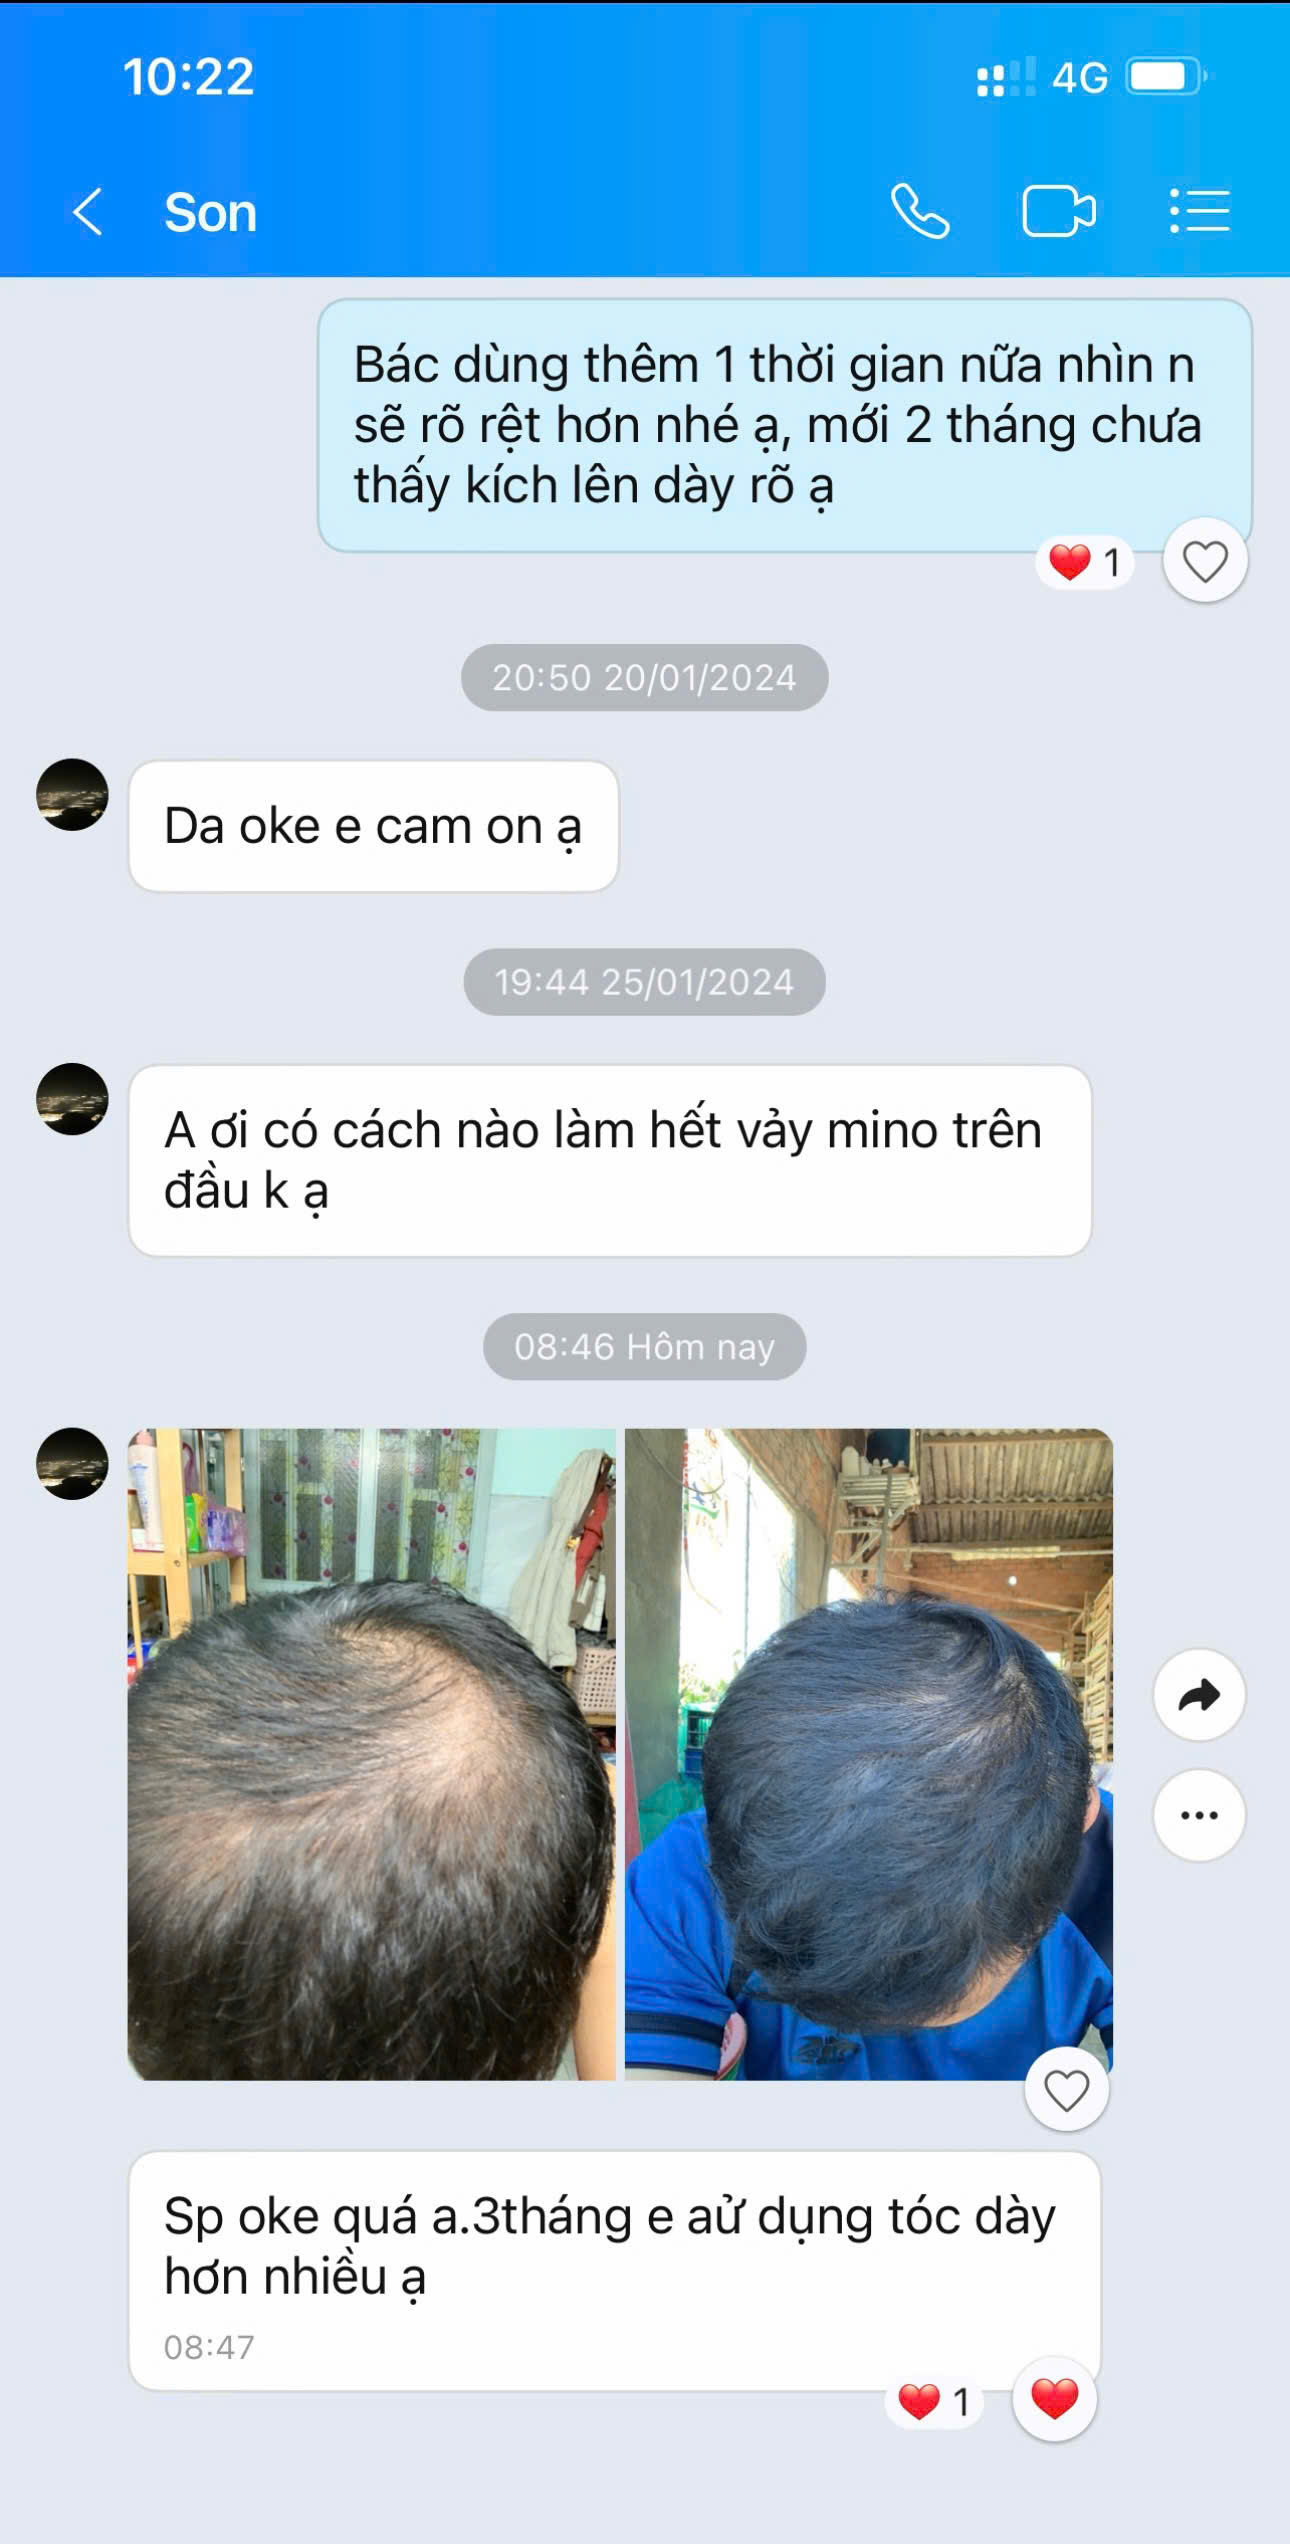 10:22
4G
Son
Bác dùng thêm 1 thời gian nữa nhìn n
sẽ rõ rệt hơn nhé ạ, mới 2 tháng chưa
thấy kích lên dày rõ ạ
1
20:50 20/01/2024
Da oke e cam on ạ
19:44 25/01/2024
A ơi có cách nào làm hết vảy mino trên
đầu k ạ
08:46 Hôm nay
Sp oke quá a.3tháng e aử dụng tóc dày
hơn nhiều ạ
08:47
1